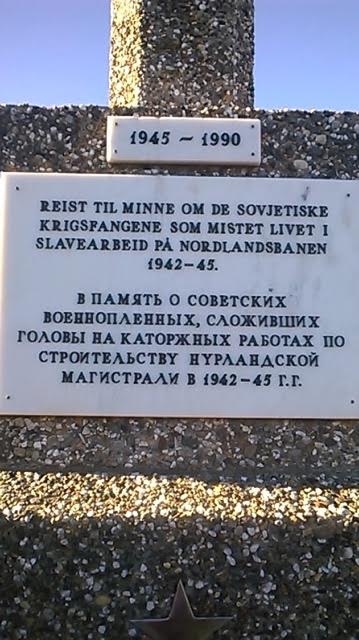 1945 ~ 1990
REIST TIL MINNE OM DE SOVJETISKE
KRIGSFANGENE SOM MISTET LIVET I
SLAVEARBEID PÅ NORDLANDSBANEN
1942-45.
В ПАМЯТЬ О СОВЕТСКИХ
ВОЕННОПЛЕННЫХ, СЛОЖИВШИХ
ГОЛОВЫ НА КАТОРЖНЫХ РАБОТАХ ПО
СТРОИТЕЛЬСТВУ НУРЛАНДСКОЙ
МАГИСТРАЛИ В 1942-45 Г.Г.